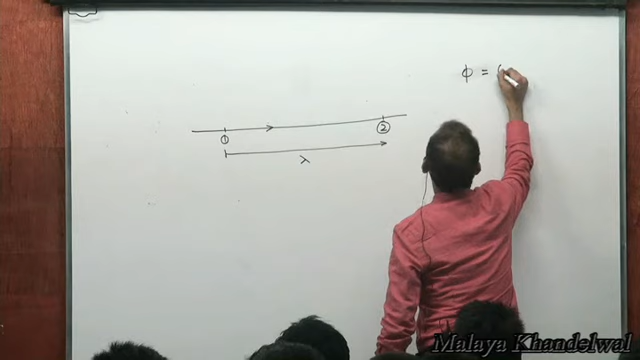 ϕ = (
① ②
λ
Malaya Khandelwal